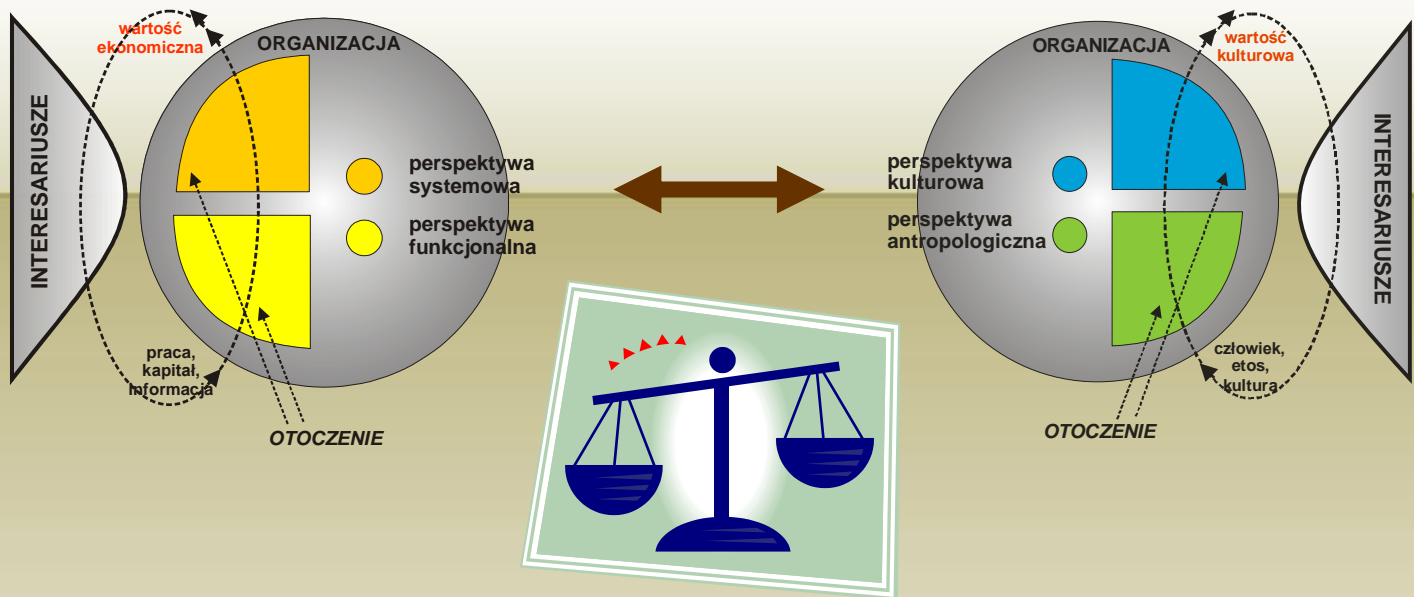 wartość
ekonomiczna
ORGANIZACJA
INTERESARIUSZE
perspektywa
systemowa
perspektywa
funkcjonalna
praca,
kapitał,
informacja
OTOCZENIE
ORGANIZACJA
wartość
kulturowa
INTERESARIUSZE
perspektywa
kulturowa
perspektywa
antropologiczna
człowiek,
etos,
kultura
OTOCZENIE